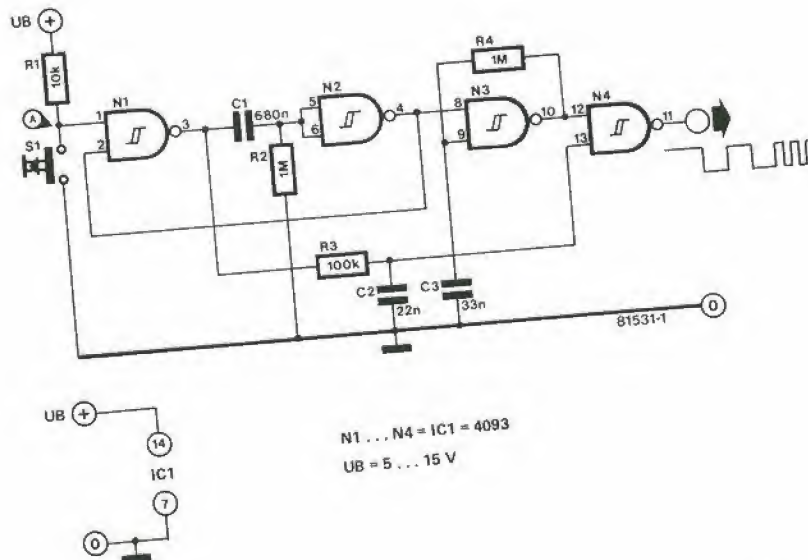 UB +
R1
10k
A
S1
1
2
N1
3
C1
680n
R2
1M
N2
5
6
4
R4
1M
N3
8
9
10
N4
12
13
11
R3
100k
C2
22n
C3
33n
81531-1
0
UB +
14
IC1
7
0
N1 ... N4 = IC1 = 4093
UB = 5 ... 15 V